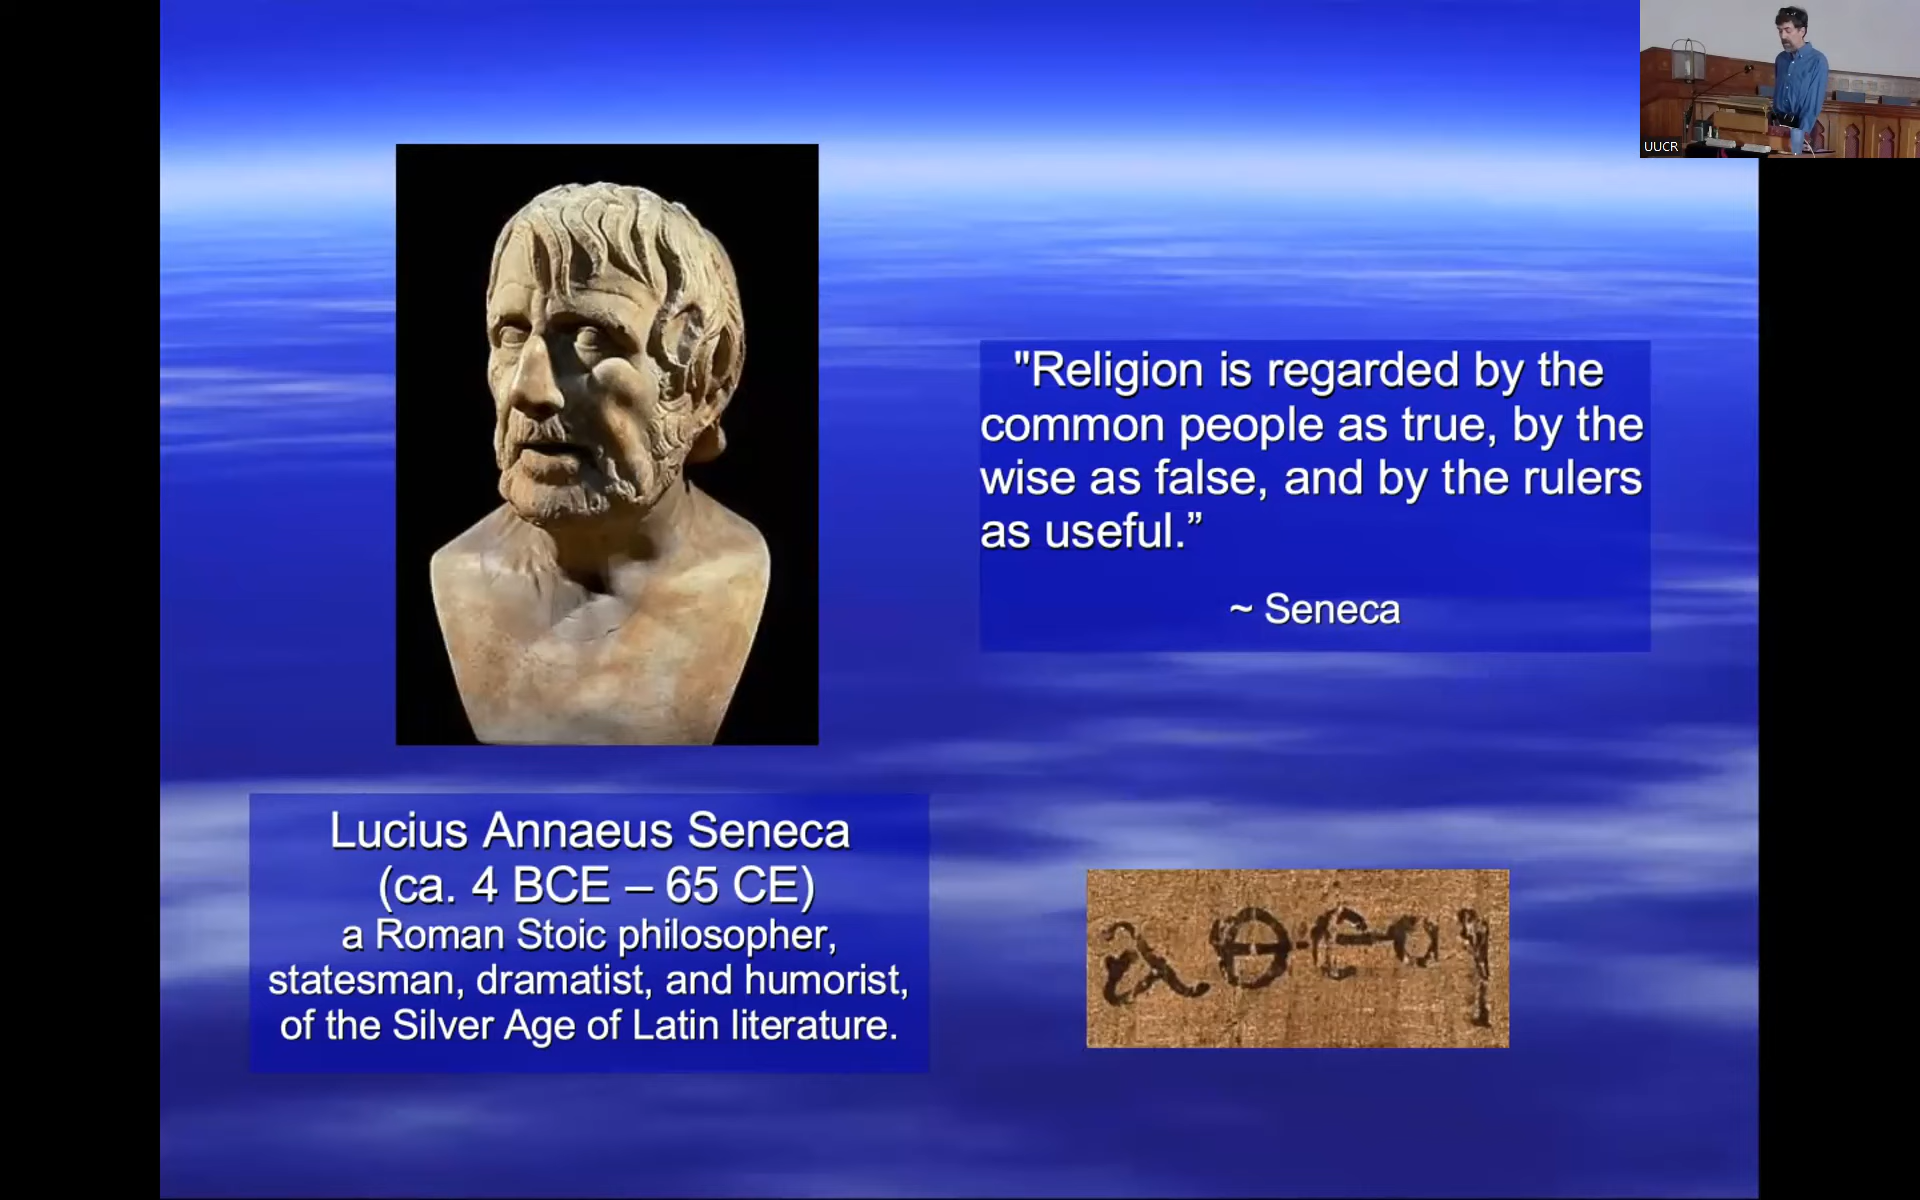 UUCR
"Religion is regarded by the
common people as true, by the
wise as false, and by the rulers
as useful.”
~ Seneca
Lucius Annaeus Seneca
(ca. 4 BCE – 65 CE)
a Roman Stoic philosopher,
statesman, dramatist, and humorist,
of the Silver Age of Latin literature.
αθεοι